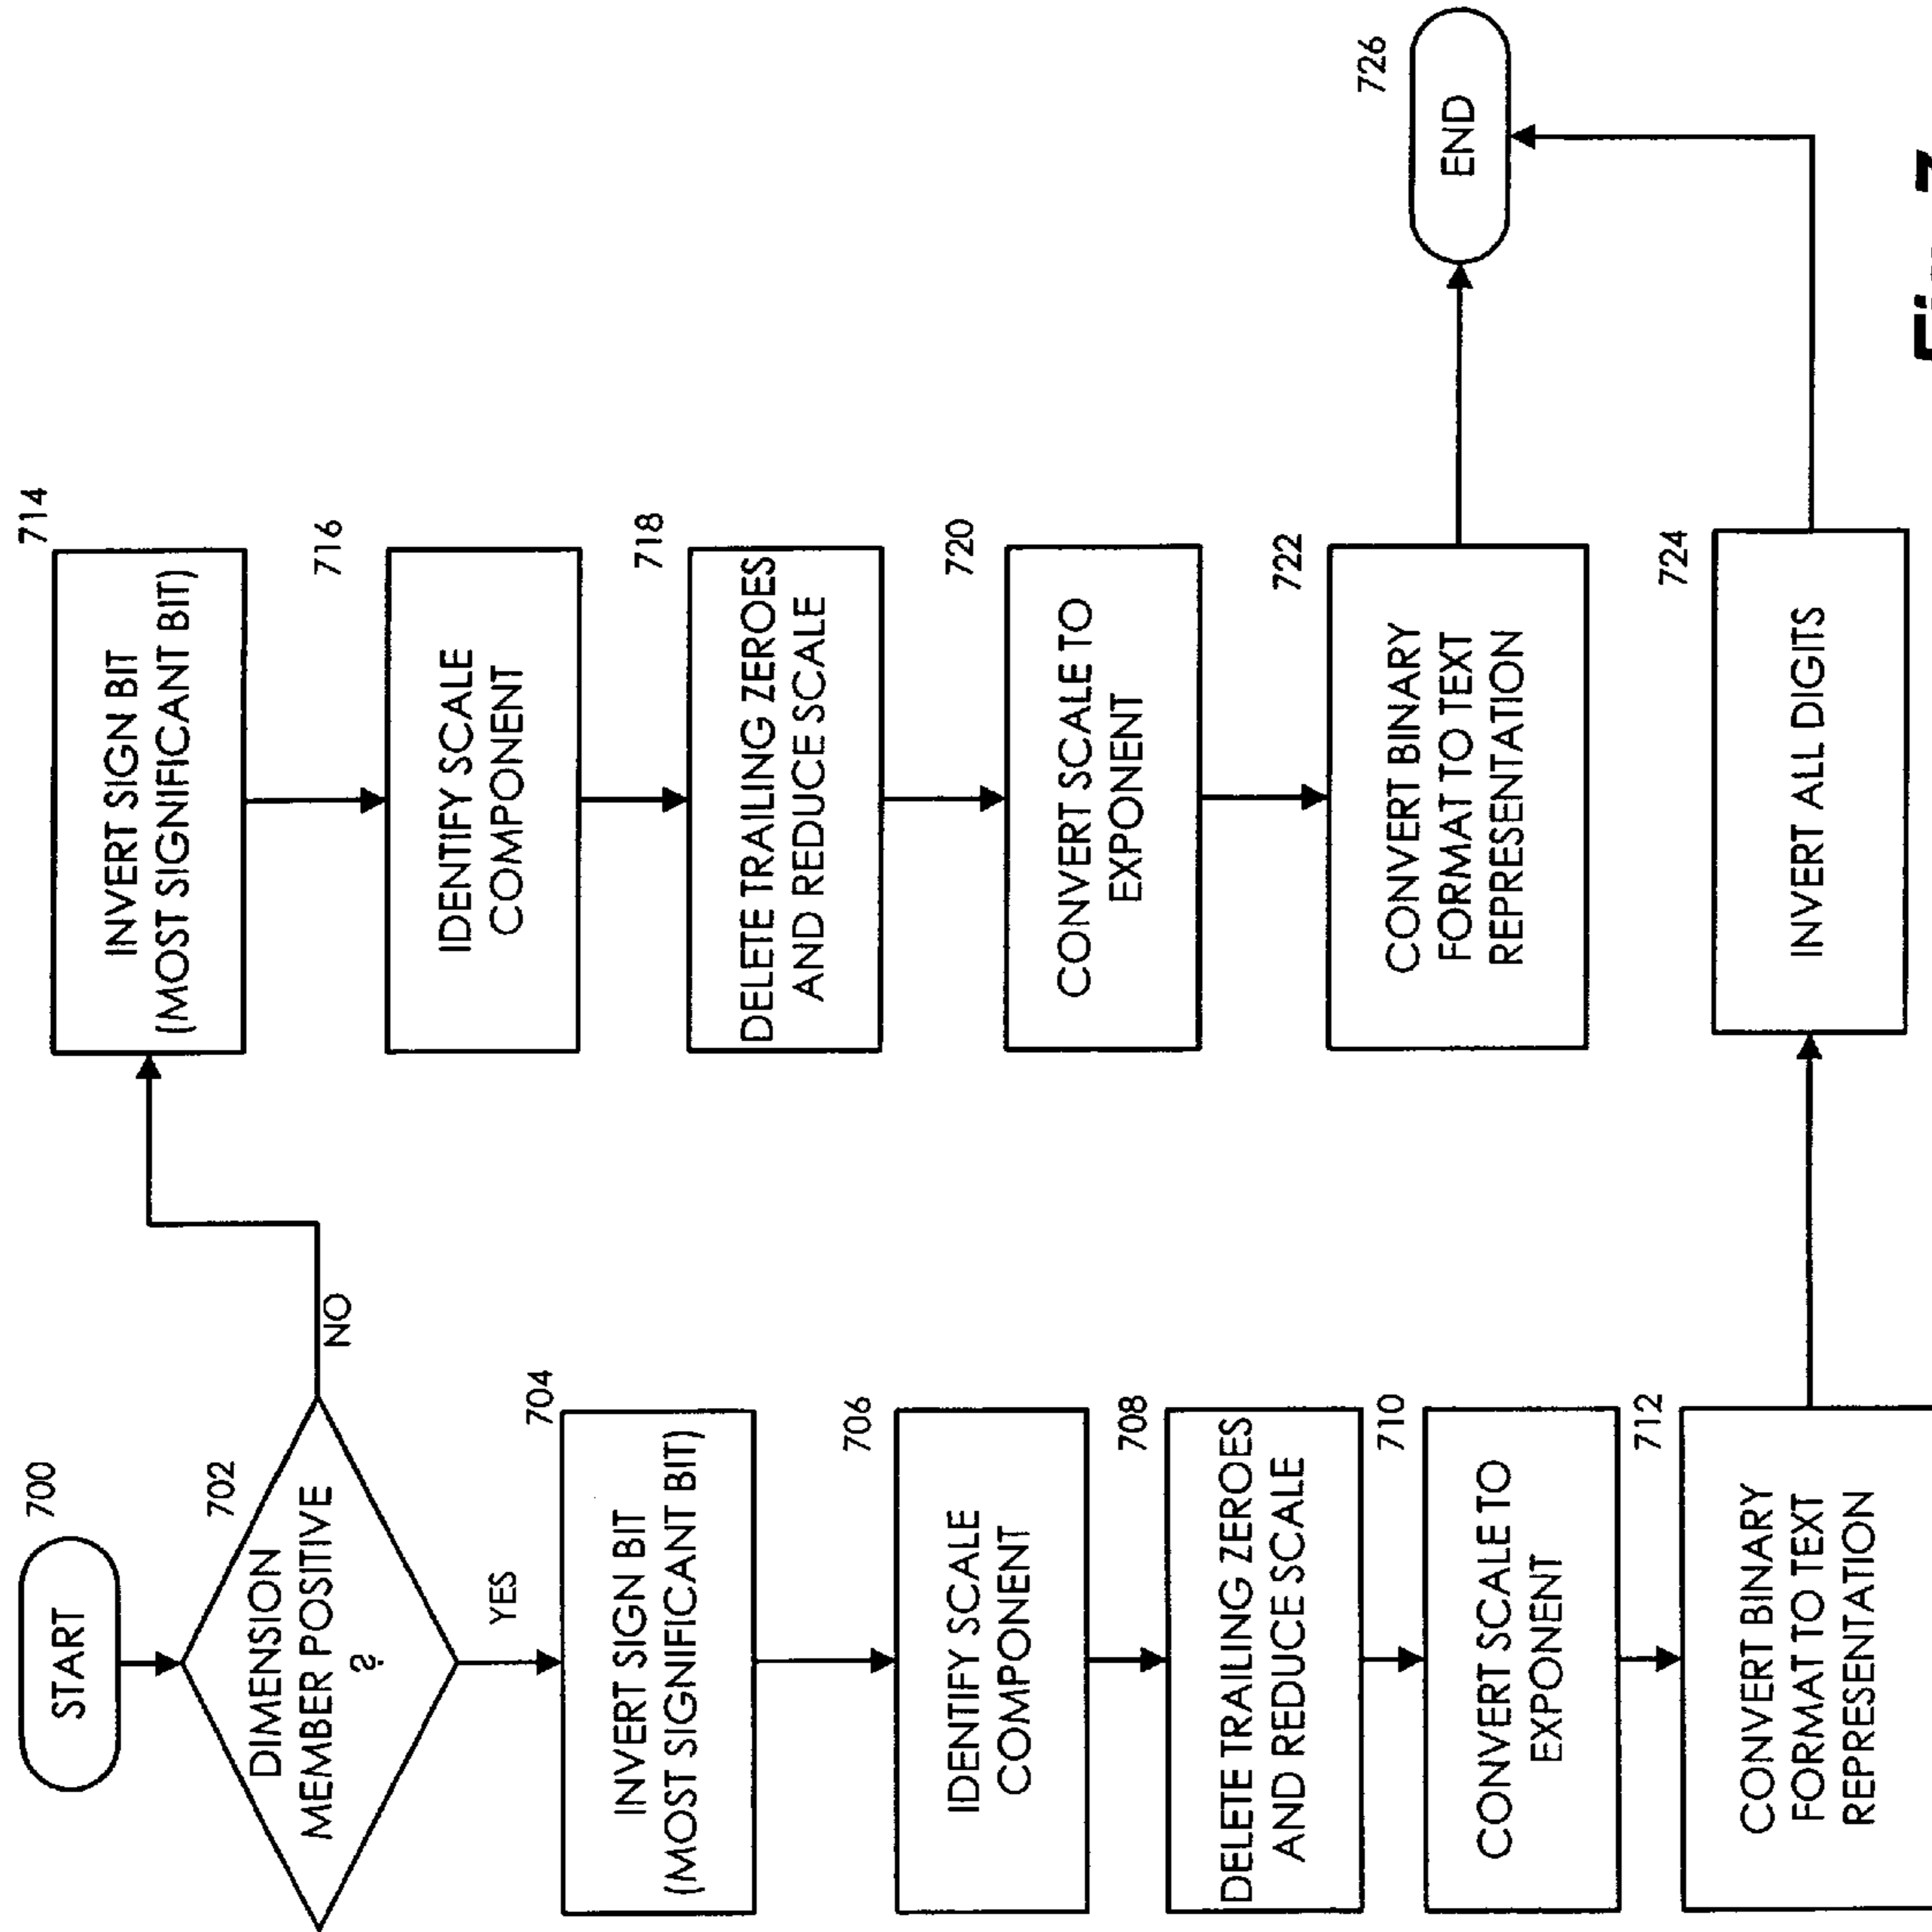 700
START
702
DIMENSION
MEMBER POSITIVE
?
YES
NO
704
INVERT SIGN BIT
(MOST SIGNIFICANT BIT)
706
IDENTIFY SCALE
COMPONENT
708
DELETE TRAILING ZEROES
AND REDUCE SCALE
710
CONVERT SCALE TO
EXPONENT
712
CONVERT BINARY
FORMAT TO TEXT
REPRESENTATION
714
INVERT SIGN BIT
(MOST SIGNIFICANT BIT)
716
IDENTIFY SCALE
COMPONENT
718
DELETE TRAILING ZEROES
AND REDUCE SCALE
720
CONVERT SCALE TO
EXPONENT
722
CONVERT BINARY
FORMAT TO TEXT
REPRESENTATION
724
INVERT ALL DIGITS
726
END